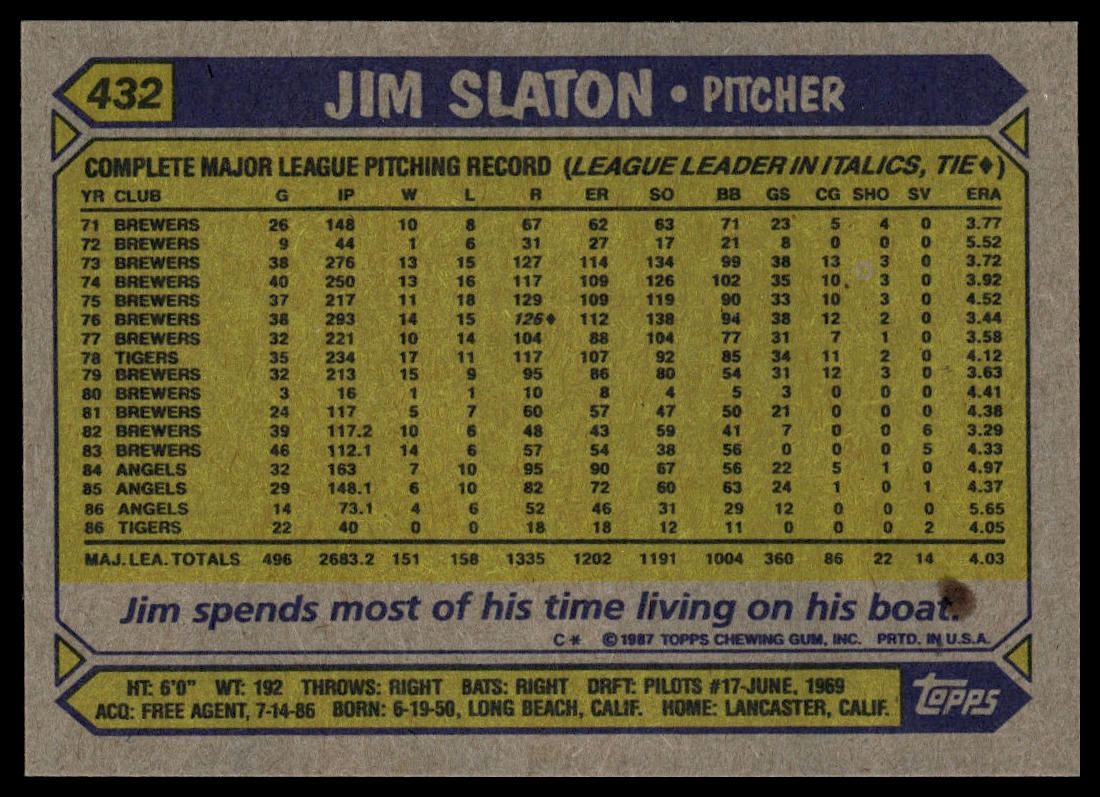 432 JIM SLATON • PITCHER
COMPLETE MAJOR LEAGUE PITCHING RECORD (LEAGUE LEADER IN ITALICS, TIE♦)
YR CLUB G IP W L R ER SO BB GS CG SHO SV ERA
71 BREWERS 26 148 10 8 67 62 63 71 23 5 4 0 3.77
72 BREWERS 9 44 1 6 31 27 17 21 8 0 0 0 5.52
73 BREWERS 38 276 13 15 127 114 134 99 38 13 3 0 3.72
74 BREWERS 40 250 13 16 117 109 126 102 35 10 3 0 3.92
75 BREWERS 37 217 11 18 129 109 119 90 33 10 3 0 4.52
76 BREWERS 38 293 14 15 126♦ 112 138 94 38 12 2 0 3.44
77 BREWERS 32 221 10 14 104 88 104 77 31 7 1 0 3.58
78 TIGERS 35 234 17 11 117 107 92 85 34 11 2 0 4.12
79 BREWERS 32 213 15 9 95 86 80 54 31 12 3 0 3.63
80 BREWERS 3 16 1 1 10 8 4 5 3 0 0 0 4.41
81 BREWERS 24 117 5 7 60 57 47 50 21 0 0 0 4.38
82 BREWERS 39 117.2 10 6 48 43 59 41 7 0 0 6 3.29
83 BREWERS 46 112.1 14 6 57 54 38 56 0 0 0 5 4.33
84 ANGELS 32 163 7 10 95 90 67 56 22 5 1 0 4.97
85 ANGELS 29 148.1 6 10 82 72 60 63 24 1 0 1 4.37
86 ANGELS 14 73.1 4 6 52 46 31 29 12 0 0 0 5.65
86 TIGERS 22 40 0 0 18 18 12 11 0 0 0 2 4.05
MAJ. LEA. TOTALS 496 2683.2 151 158 1335 1202 1191 1004 360 86 22 14 4.03
Jim spends most of his time living on his boat.
C* © 1987 TOPPS CHEWING GUM, INC. PRTD. IN U.S.A.
HT: 6'0" WT: 192 THROWS: RIGHT BATS: RIGHT DRFT: PILOTS #17-JUNE, 1969
ACQ: FREE AGENT, 7-14-86 BORN: 6-19-50, LONG BEACH, CALIF. HOME: LANCASTER, CALIF.
TOPPS